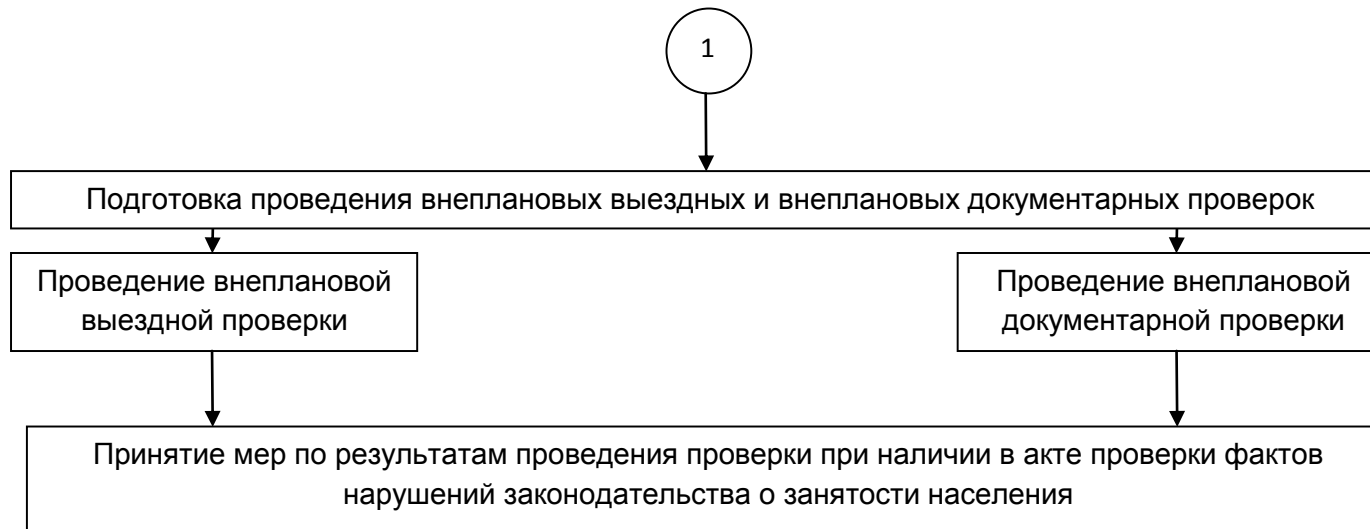 1
Подготовка проведения внеплановых выездных и внеплановых документарных проверок
Проведение внеплановой
выездной проверки
Проведение внеплановой
документарной проверки
Принятие мер по результатам проведения проверки при наличии в акте проверки фактов
нарушений законодательства о занятости населения